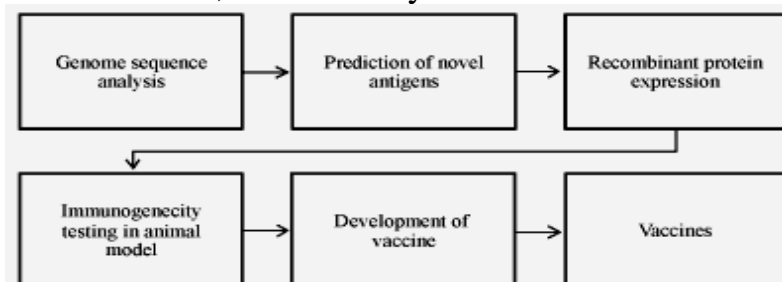 Genome sequence
analysis
Prediction of novel
antigens
Recombinant protein
expression
Immunogenecity
testing in animal
model
Development of
vaccine
Vaccines